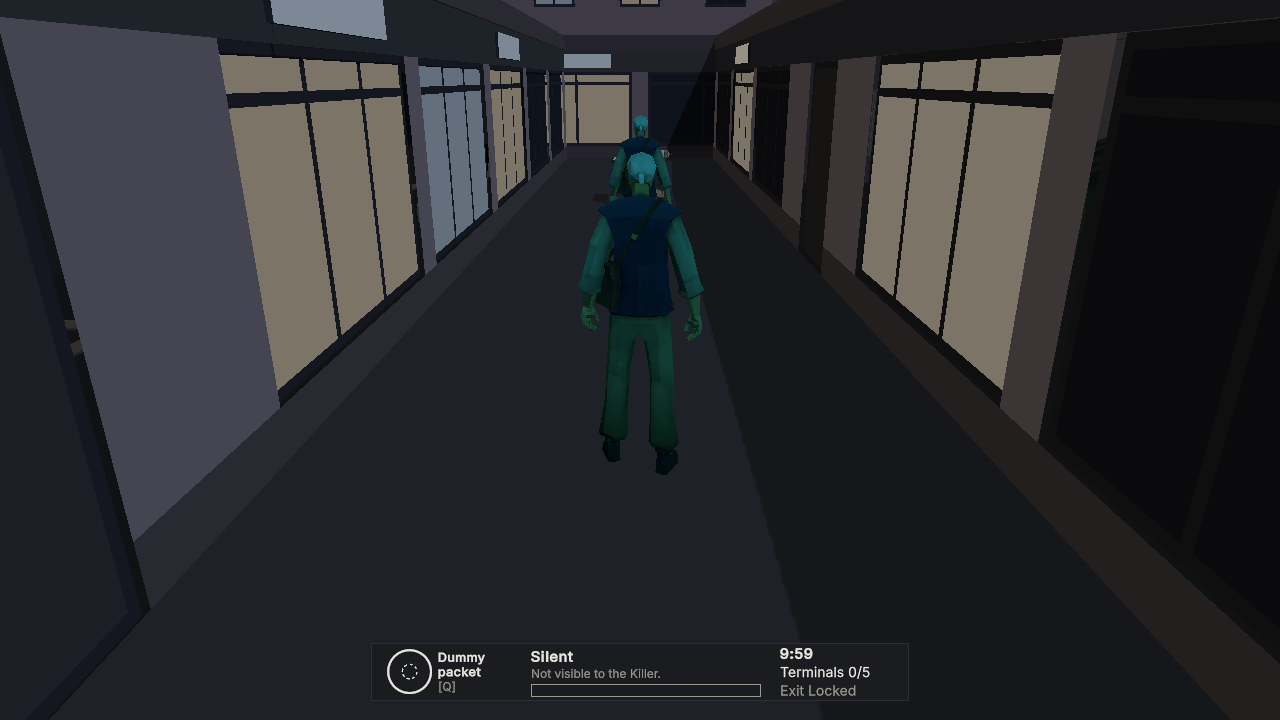 Dummy
packet
[Q]
Silent
Not visible to the Killer.
9:59
Terminals 0/5
Exit Locked